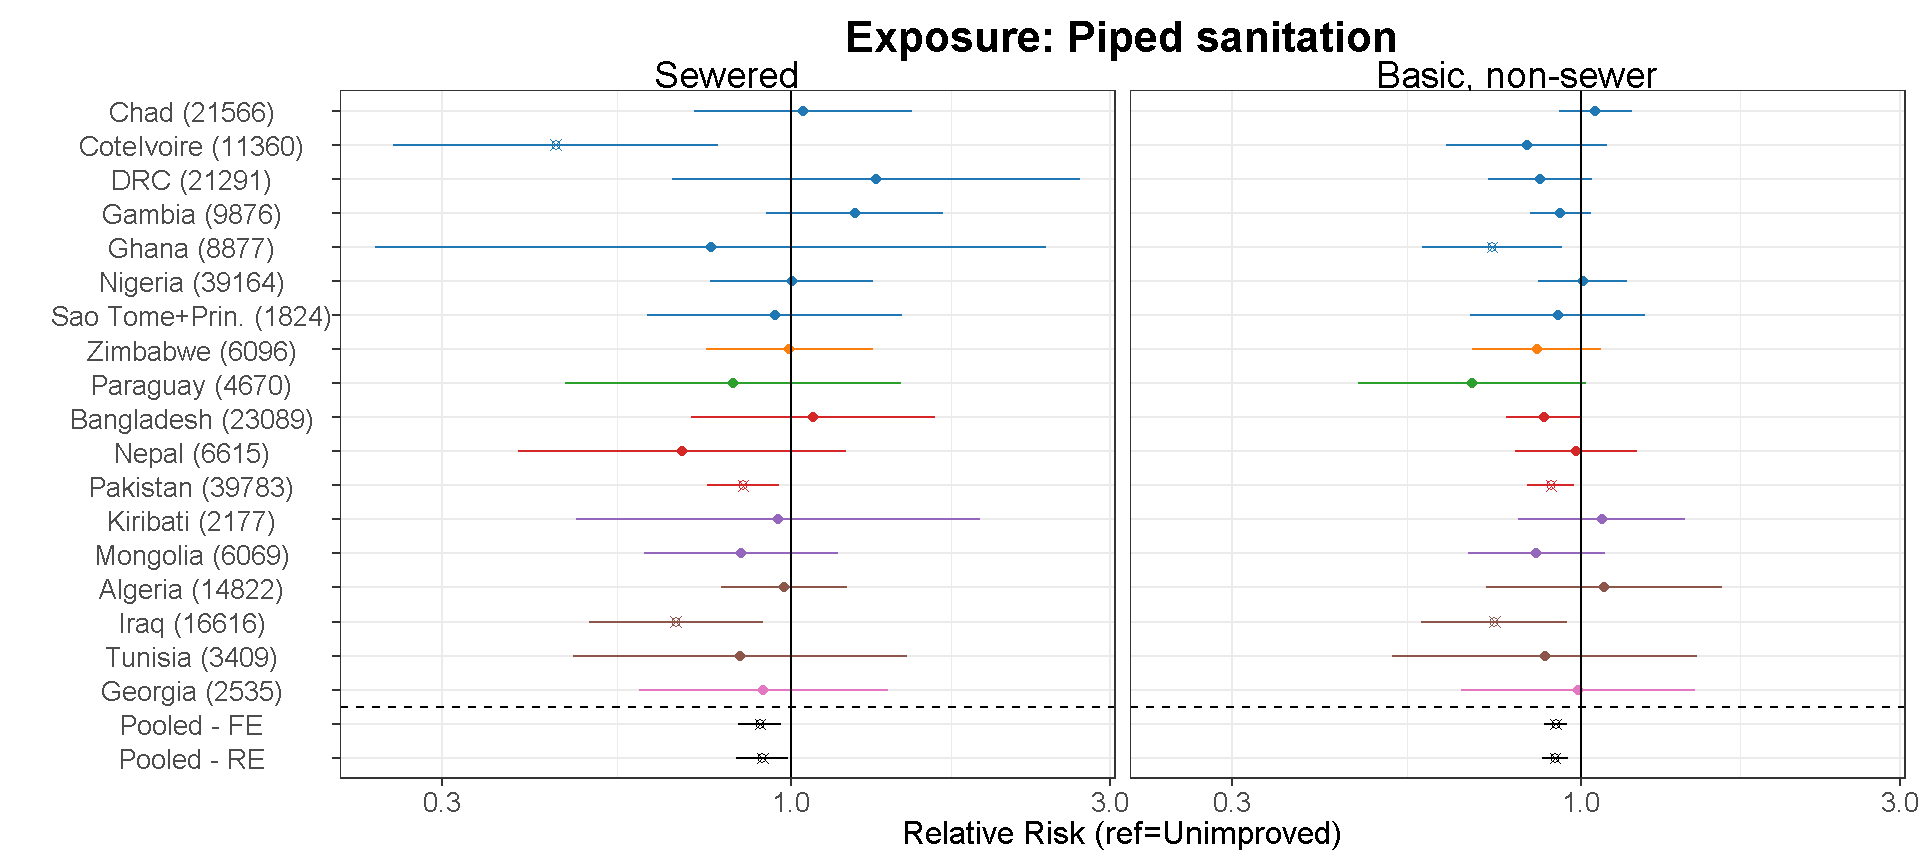 Exposure: Piped sanitation
Sewered
Basic, non-sewer
Chad (21566)
CoteIvoire (11360)
DRC (21291)
Gambia (9876)
Ghana (8877)
Nigeria (39164)
Sao Tome+Prin. (1824)
Zimbabwe (6096)
Paraguay (4670)
Bangladesh (23089)
Nepal (6615)
Pakistan (39783)
Kiribati (2177)
Mongolia (6069)
Algeria (14822)
Iraq (16616)
Tunisia (3409)
Georgia (2535)
Pooled - FE
Pooled - RE
0.3 1.0 3.0 0.3 1.0 3.0
Relative Risk (ref=Unimproved)